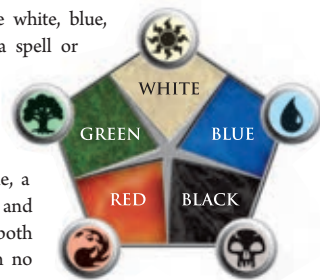 white, blue,
a spell or
WHITE
GREEN BLUE
a
and
RED BLACK
both
no